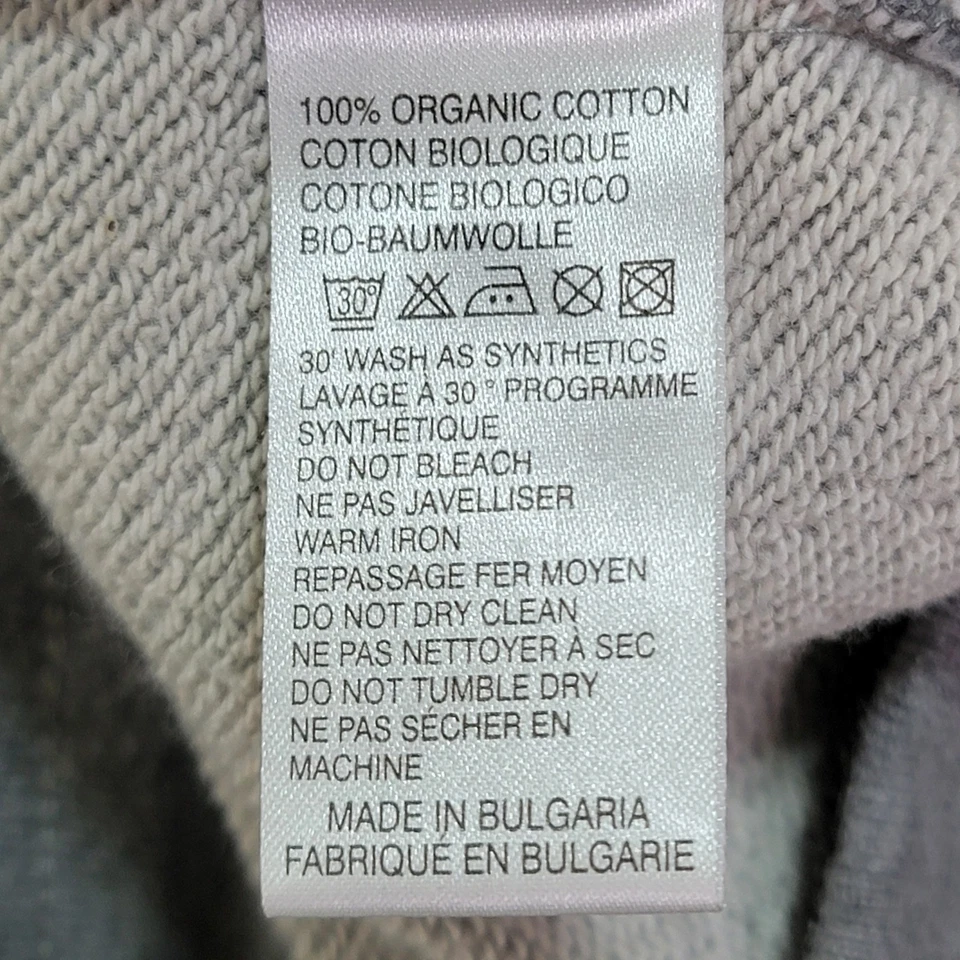 100% ORGANIC COTTON
COTON BIOLOGIQUE
COTONE BIOLOGICO
BIO-BAUMWOLLE
30°
30° WASH AS SYNTHETICS
LAVAGE À 30 ° PROGRAMME
SYNTHÉTIQUE
DO NOT BLEACH
NE PAS JAVELLISER
WARM IRON
REPASSAGE FER MOYEN
DO NOT DRY CLEAN
NE PAS NETTOYER À SEC
DO NOT TUMBLE DRY
NE PAS SÉCHER EN
MACHINE
MADE IN BULGARIA
FABRIQUÉ EN BULGARIE